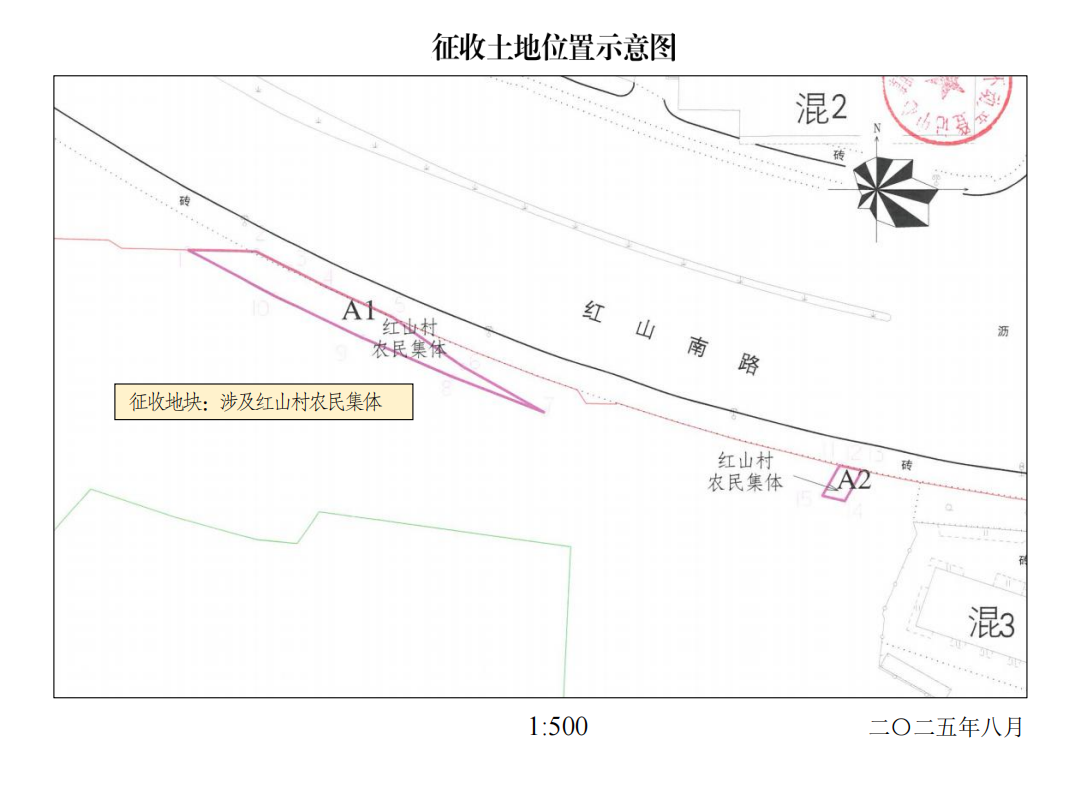 征收土地位置示意图
混2
N
砖
砖
A1
红山村
农民集体
红 山 南 路
沥
征收地块：涉及红山村农民集体
红山村
农民集体
A2
砖
砖
混3
1:500
二〇二五年八月